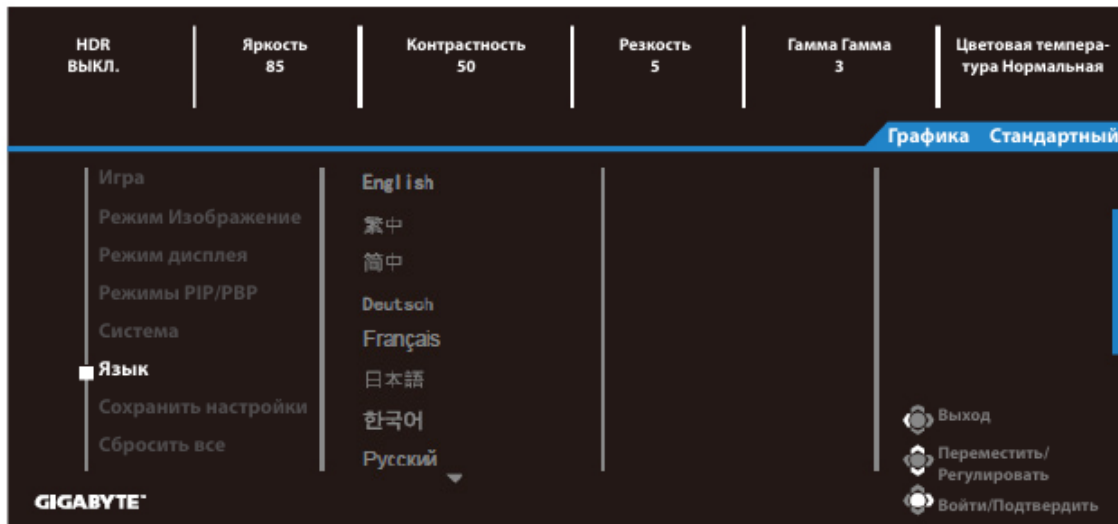 HDR
ВЫКЛ.
Яркость
85
Контрастность
50
Резкость
5
Гамма Гамма
3
Цветовая темпера-
тура Нормальная
Графика Стандартный
Игра
Режим Изображение
Режим дисплея
Режимы PIP/PBP
Система
Язык
Сохранить настройки
Сбросить все
English
繁中
简中
Deutsch
Français
日本語
한국어
Русский
Выход
Переместить/
Регулировать
Войти/Подтвердить
GIGABYTE™